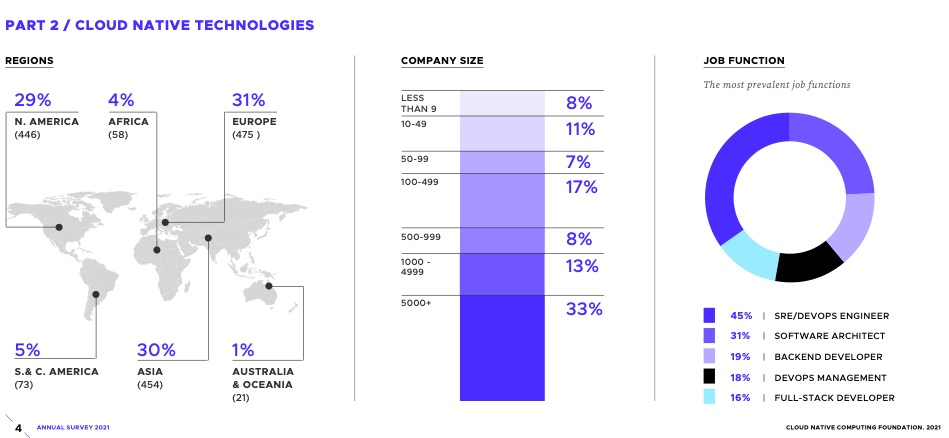 PART 2 / CLOUD NATIVE TECHNOLOGIES
REGIONS
29%
N. AMERICA
(446)
4%
AFRICA
(58)
31%
EUROPE
(475 )
5%
S.& C. AMERICA
(73)
30%
ASIA
(454)
1%
AUSTRALIA
& OCEANIA
(21)
COMPANY SIZE
LESS
THAN 9
8%
10-49
11%
50-99
7%
100-499
17%
500-999
8%
1000 -
4999
13%
5000+
33%
JOB FUNCTION
The most prevalent job functions
45% | SRE/DEVOPS ENGINEER
31% | SOFTWARE ARCHITECT
19% | BACKEND DEVELOPER
18% | DEVOPS MANAGEMENT
16% | FULL-STACK DEVELOPER
4 ANNUAL SURVEY 2021
CLOUD NATIVE COMPUTING FOUNDATION. 2021